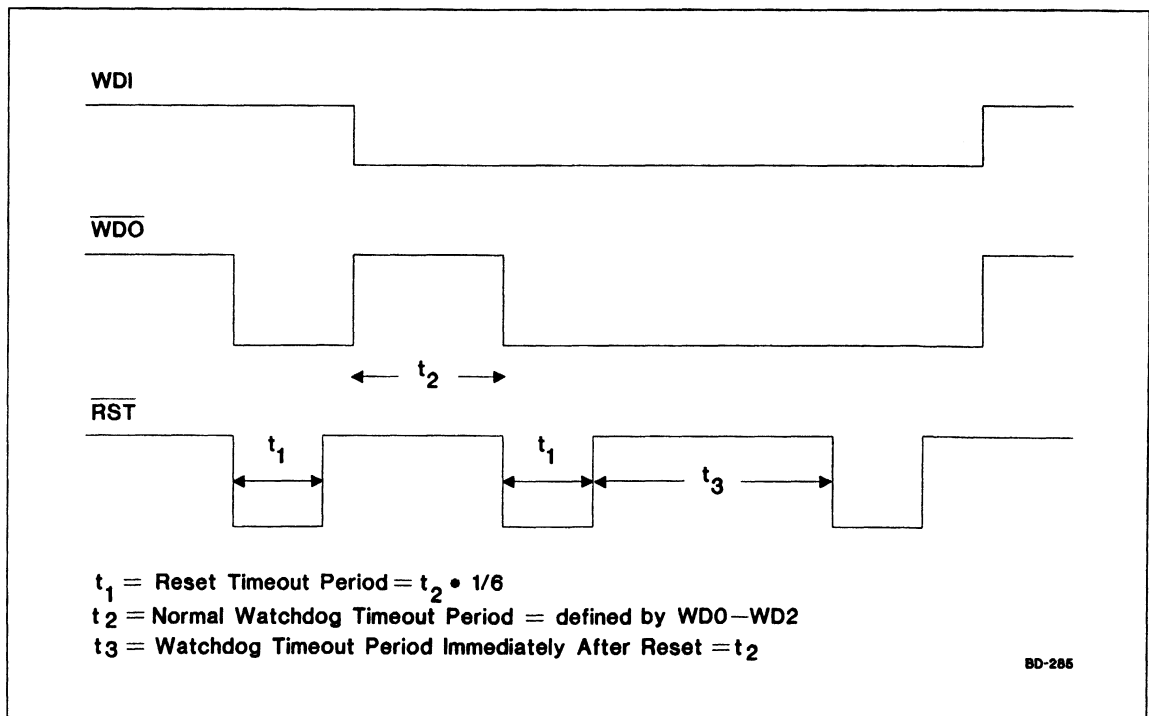 WDI
WDO
t2
RST
t1 t1 t3
t1 = Reset Timeout Period = t2 • 1/6
t2 = Normal Watchdog Timeout Period = defined by WD0—WD2
t3 = Watchdog Timeout Period Immediately After Reset = t2
BD-285